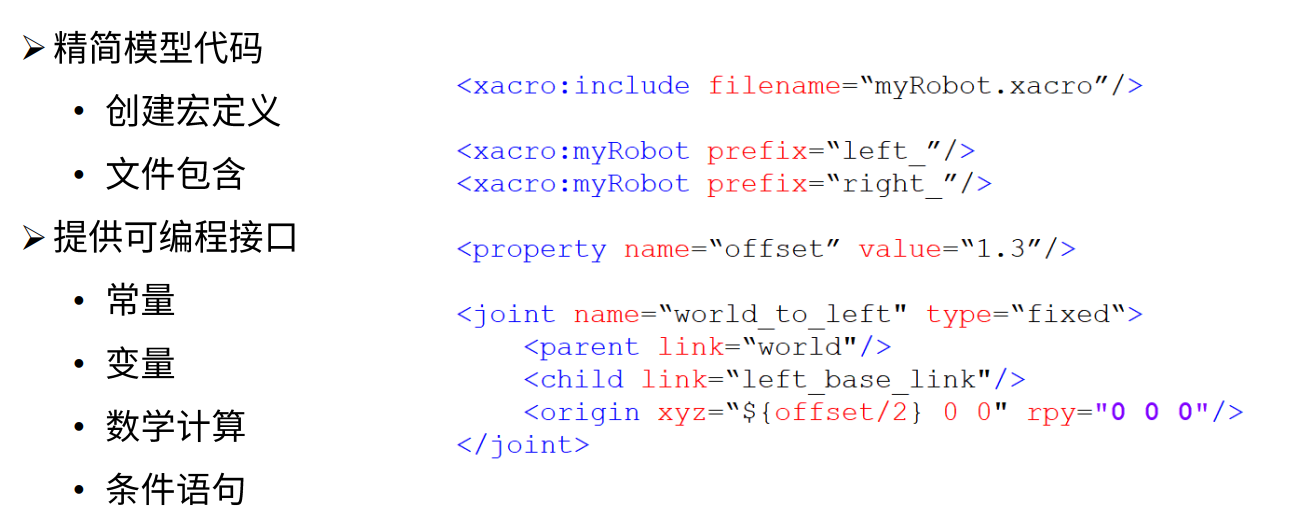 ➢ 精简模型代码
• 创建宏定义
• 文件包含
➢ 提供可编程接口
• 常量
• 变量
• 数学计算
• 条件语句
<xacro:include filename=“myRobot.xacro”/>
<xacro:myRobot prefix=“left_”/>
<xacro:myRobot prefix=“right_”/>
<property name=“offset” value=“1.3”/>
<joint name=“world_to_left" type=“fixed“>
<parent link=“world"/>
<child link=“left_base_link"/>
<origin xyz=“${offset/2} 0 0" rpy="0 0 0"/>
</joint>